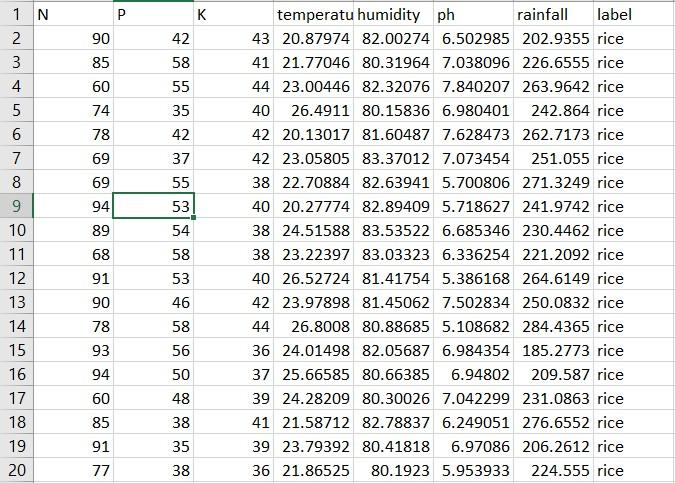 1 N P K temperatu humidity ph rainfall label
2 90 42 43 20.87974 82.00274 6.502985 202.9355 rice
3 85 58 41 21.77046 80.31964 7.038096 226.6555 rice
4 60 55 44 23.00446 82.32076 7.840207 263.9642 rice
5 74 35 40 26.4911 80.15836 6.980401 242.864 rice
6 78 42 42 20.13017 81.60487 7.628473 262.7173 rice
7 69 37 42 23.05805 83.37012 7.073454 251.055 rice
8 69 55 38 22.70884 82.63941 5.700806 271.3249 rice
9 94 53 40 20.27774 82.89409 5.718627 241.9742 rice
10 89 54 38 24.51588 83.53522 6.685346 230.4462 rice
11 68 58 38 23.22397 83.03323 6.336254 221.2092 rice
12 91 53 40 26.52724 81.41754 5.386168 264.6149 rice
13 90 46 42 23.97898 81.45062 7.502834 250.0832 rice
14 78 58 44 26.8008 80.88685 5.108682 284.4365 rice
15 93 56 36 24.01498 82.05687 6.984354 185.2773 rice
16 94 50 37 25.66585 80.66385 6.94802 209.587 rice
17 60 48 39 24.28209 80.30026 7.042299 231.0863 rice
18 85 38 41 21.58712 82.78837 6.249051 276.6552 rice
19 91 35 39 23.79392 80.41818 6.97086 206.2612 rice
20 77 38 36 21.86525 80.1923 5.953933 224.555 rice